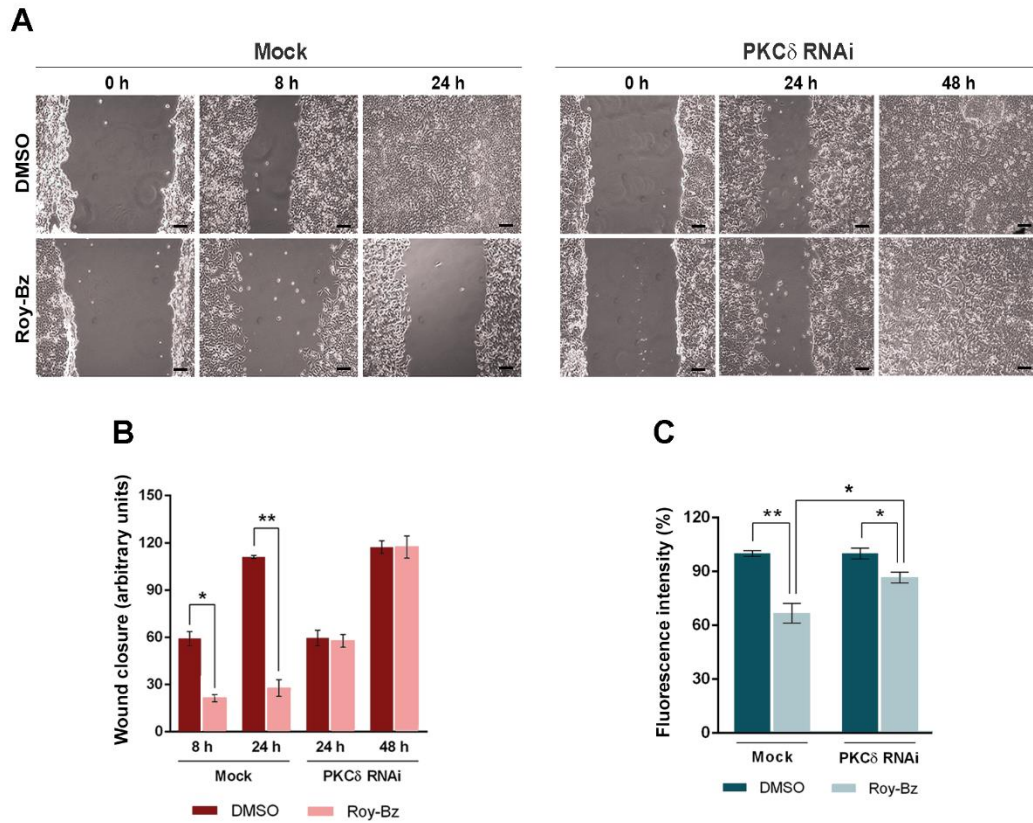 A
Mock
PKCδ RNAi
0 h 8 h 24 h
0 h 24 h 48 h
DMSO
Roy-Bz
B
Wound closure (arbitrary units)
150
120
90
60
30
0
*
**
8 h 24 h 24 h 48 h
Mock PKCδ RNAi
DMSO Roy-Bz
C
Fluorescence intensity (%)
120
90
60
30
0
*
** *
Mock PKCδ RNAi
DMSO Roy-Bz